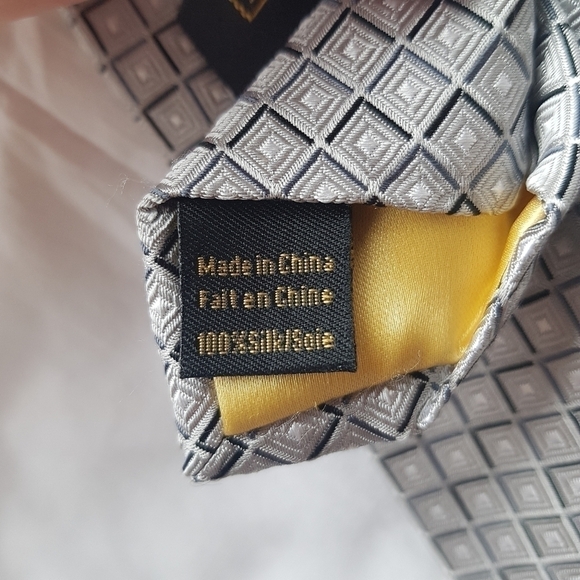 Made in China
Fait en Chine
100%Silk/Soie